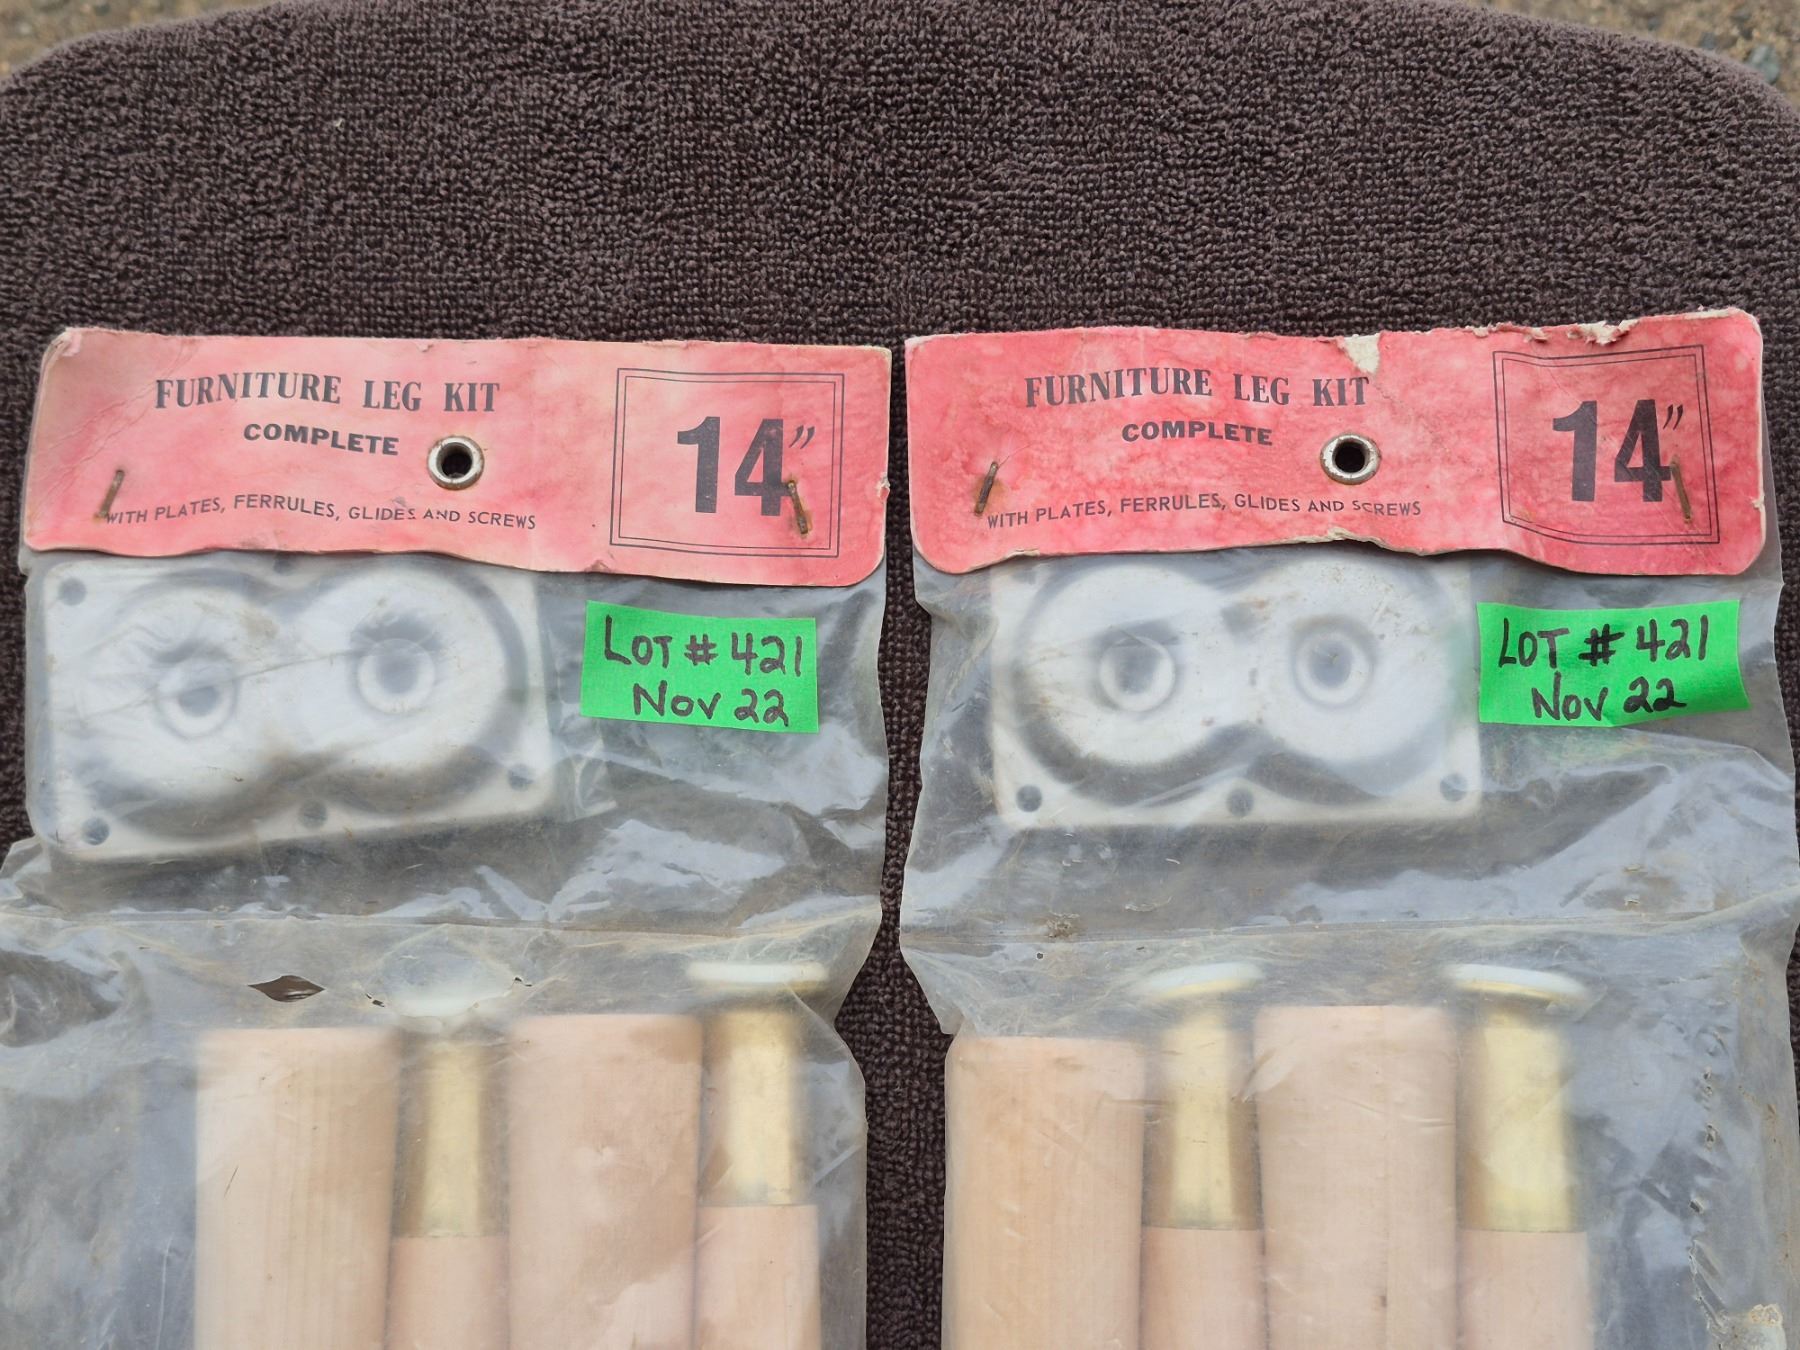 FURNITURE LEG KIT
COMPLETE
14"
WITH PLATES, FERRULES, GLIDES AND SCREWS
LOT # 421
Nov 22
FURNITURE LEG KIT
COMPLETE
14"
WITH PLATES, FERRULES, GLIDES AND SCREWS
LOT # 421
Nov 22